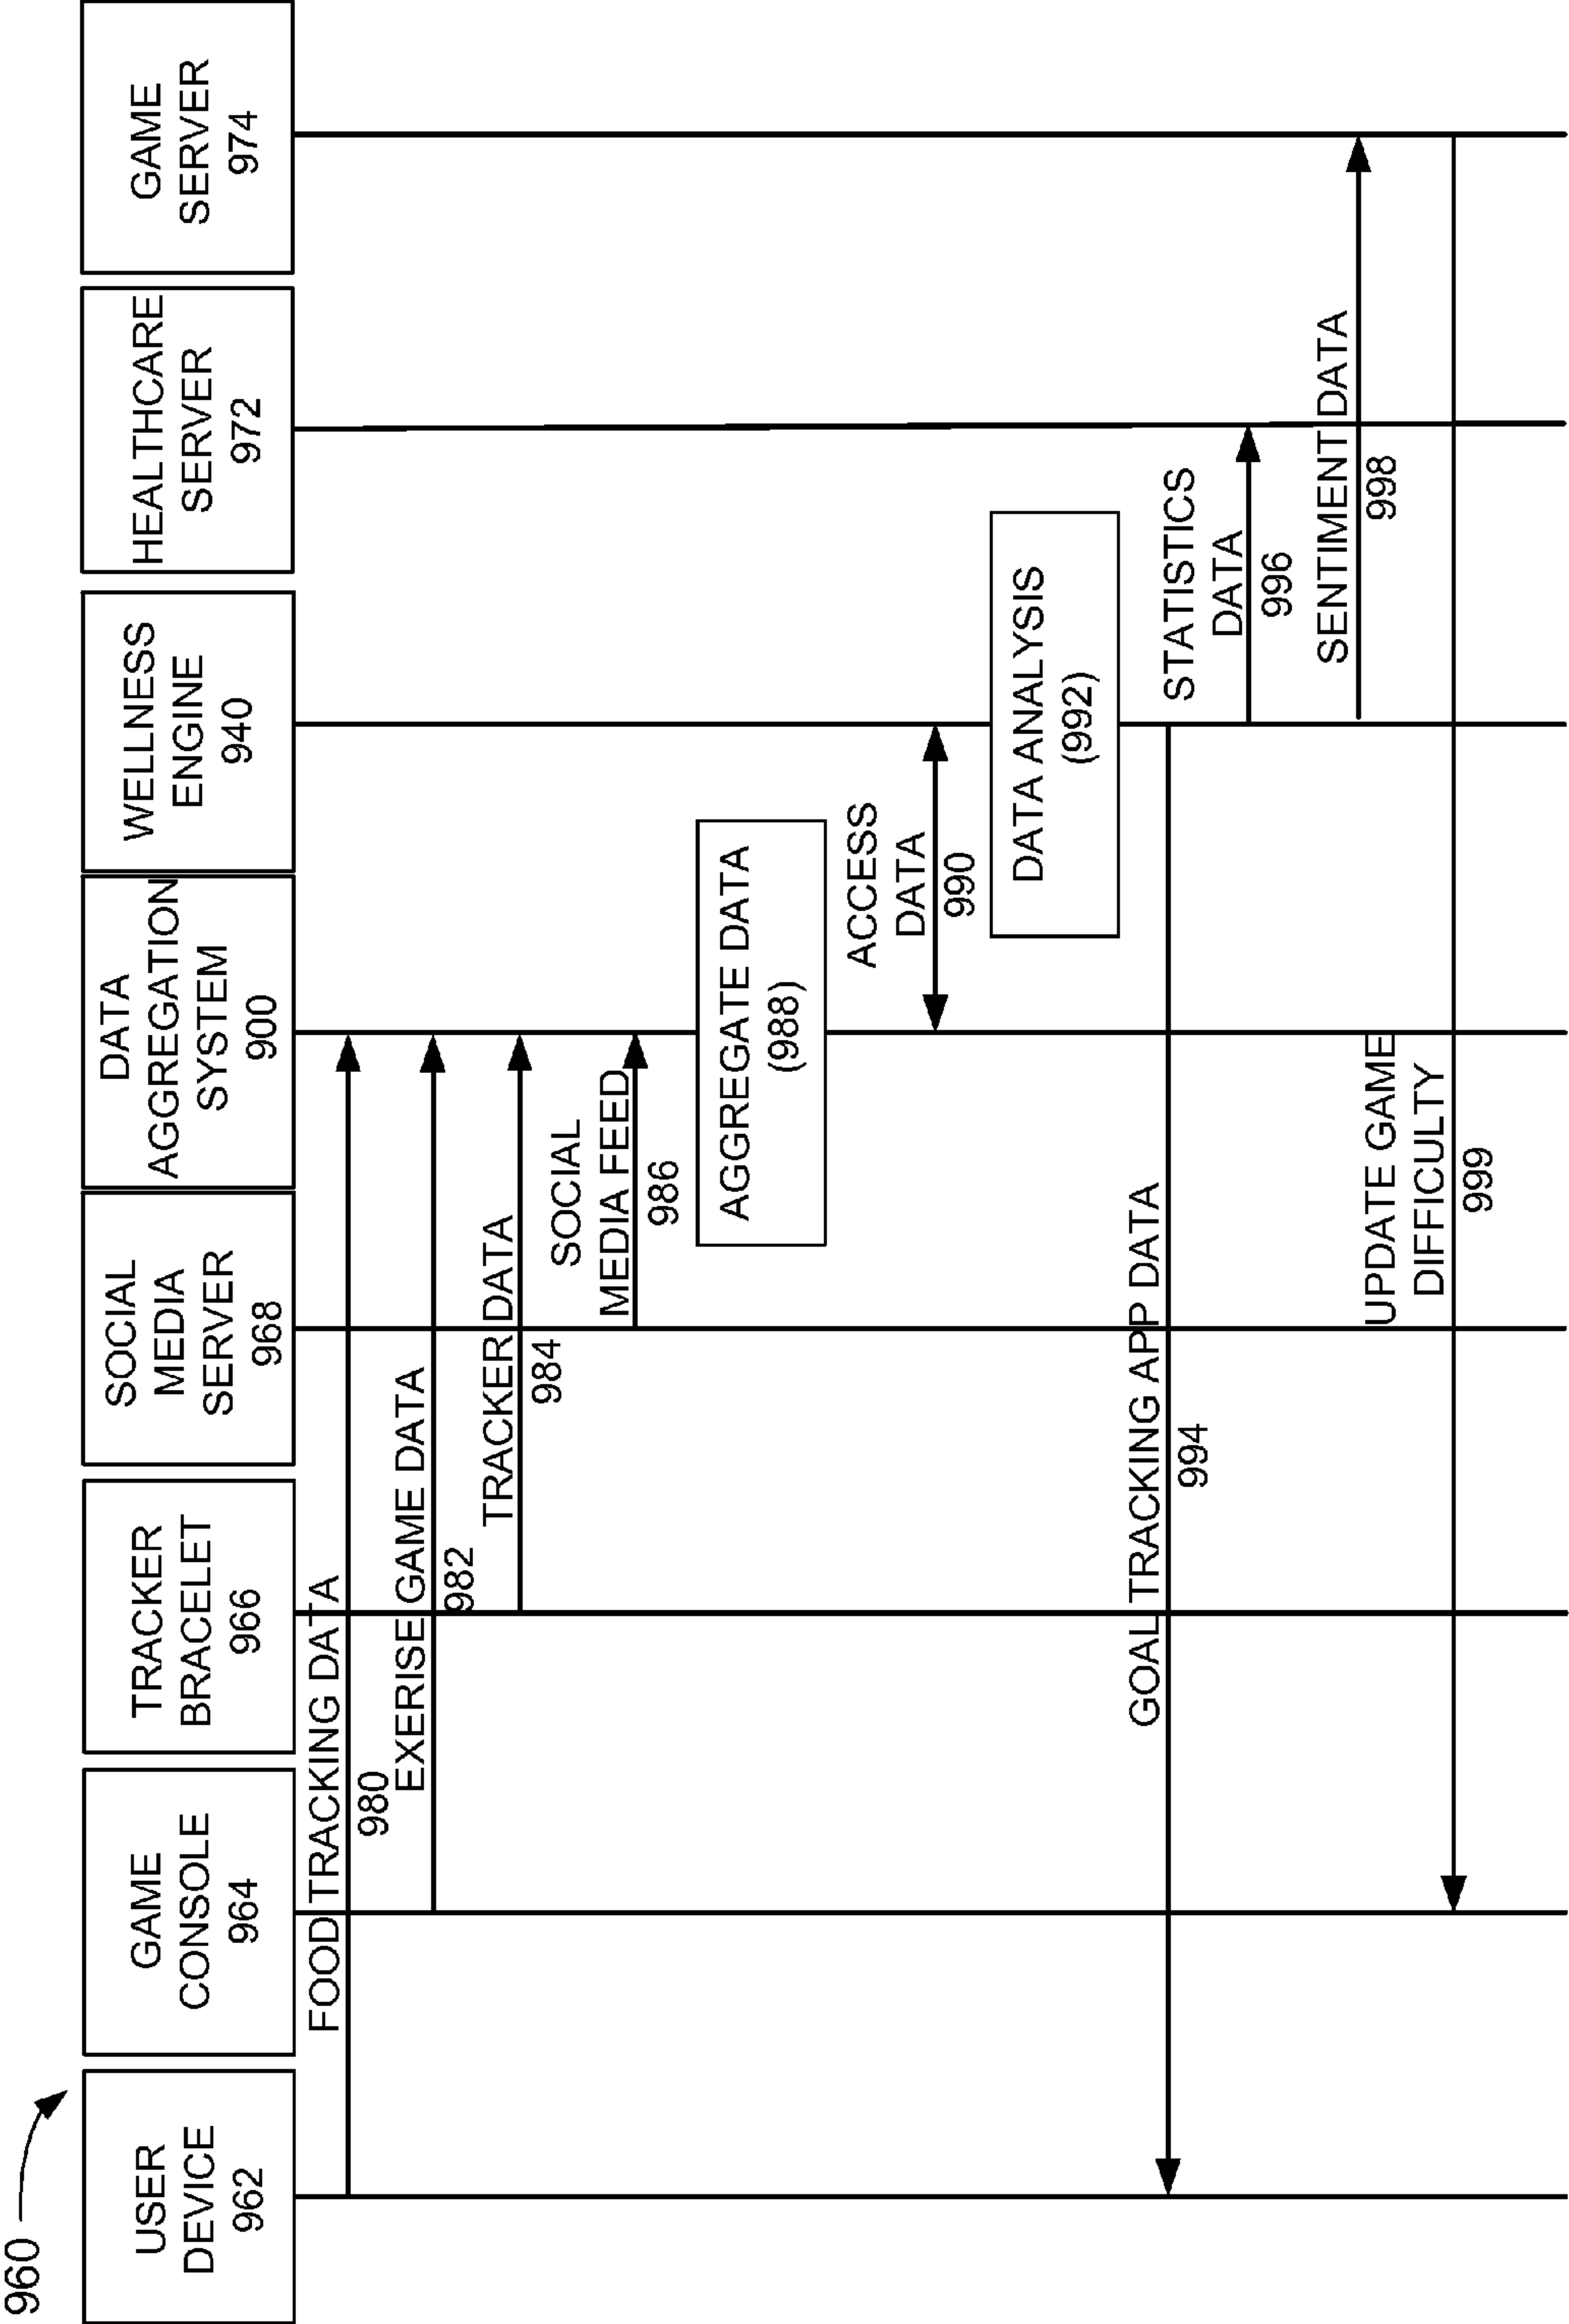 960
USER
DEVICE
962
GAME
CONSOLE
964
TRACKER
BRACELET
966
SOCIAL
MEDIA
SERVER
968
DATA
AGGREGATION
SYSTEM
900
WELLNESS
ENGINE
940
HEALTHCARE
SERVER
972
GAME
SERVER
974
FOOD TRACKING DATA
980
EXERISE GAME DATA
982
TRACKER DATA
984
SOCIAL
MEDIA FEED
986
AGGREGATE DATA
(988)
ACCESS
DATA
990
DATA ANALYSIS
(992)
GOAL TRACKING APP DATA
994
STATISTICS
DATA
996
SENTIMENT DATA
998
UPDATE GAME
DIFFICULTY
999